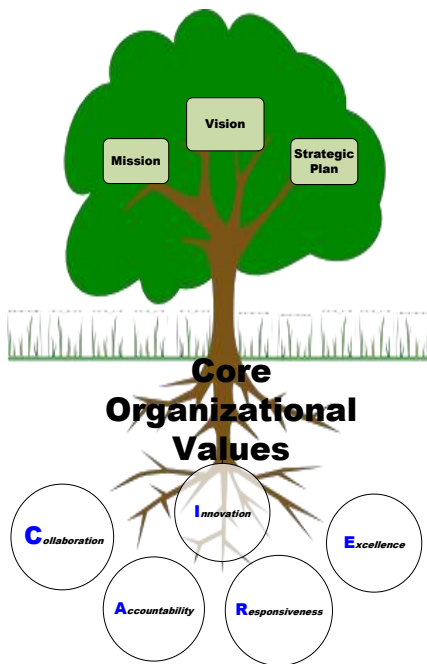 Vision
Mission
Strategic
Plan
Core
Organizational
Values
Innovation
Collaboration
Excellence
Accountability
Responsiveness